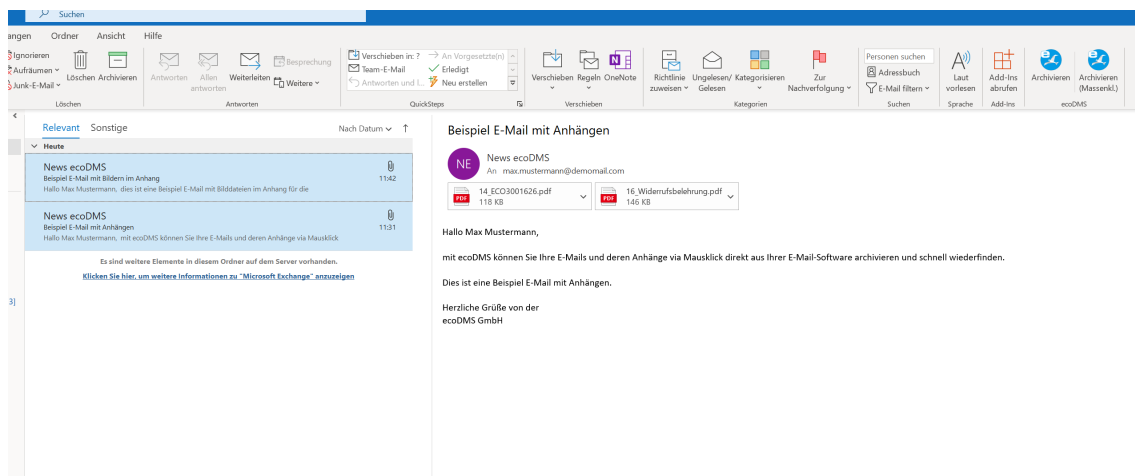 Suchen
angen Ordner Ansicht Hilfe
Ignorieren
Aufräumen
Junk-E-Mail
Löschen Archivieren
Löschen
Antworten
Allen antworten
Weiterleiten
Besprechung
Weitere
Antworten
Verschieben in: ? An Vorgesetzte(n)
Team-E-Mail Erledigt
Antworten und l... Neu erstellen
QuickSteps
Verschieben Regeln OneNote
Verschieben
Richtlinie zuweisen
Ungelesen/ Gelesen
Kategorisieren
Zur Nachverfolgung
Kategorien
Personen suchen
Adressbuch
E-Mail filtern
Suchen
Laut vorlesen
Sprache
Add-Ins abrufen
Add-Ins
Archivieren
Archivieren (Massenkl.)
ecoDMS
Relevant Sonstige Nach Datum
Heute
News ecoDMS
Beispiel E-Mail mit Bildern im Anhang 11:42
Hallo Max Mustermann, dies ist eine Beispiel E-Mail mit Bilddateien im Anhang für die
News ecoDMS
Beispiel E-Mail mit Anhängen 11:31
Hallo Max Mustermann, mit ecoDMS können Sie Ihre E-Mails und deren Anhänge via Mausklick
Es sind weitere Elemente in diesem Ordner auf dem Server vorhanden.
Klicken Sie hier, um weitere Informationen zu "Microsoft Exchange" anzuzeigen
3]
Beispiel E-Mail mit Anhängen
NE
News ecoDMS
An max.mustermann@demomail.com
PDF
14_ECO3001626.pdf
118 KB
PDF
16_Widerrufsbelehrung.pdf
146 KB
Hallo Max Mustermann,
mit ecoDMS können Sie Ihre E-Mails und deren Anhänge via Mausklick direkt aus Ihrer E-Mail-Software archivieren und schnell wiederfinden.
Dies ist eine Beispiel E-Mail mit Anhängen.
Herzliche Grüße von der
ecoDMS GmbH